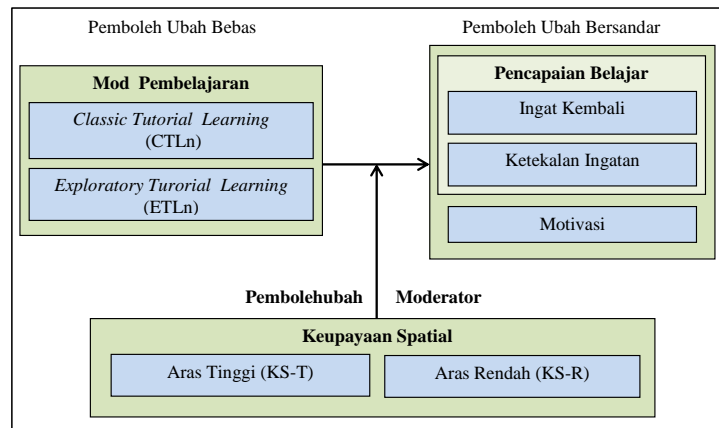 Pemboleh Ubah Bebas
Pemboleh Ubah Bersandar
Mod Pembelajaran
Classic Tutorial Learning
(CTLn)
Exploratory Turorial Learning
(ETLn)
Pencapaian Belajar
Ingat Kembali
Ketekalan Ingatan
Motivasi
Pembolehubah Moderator
Keupayaan Spatial
Aras Tinggi (KS-T)
Aras Rendah (KS-R)